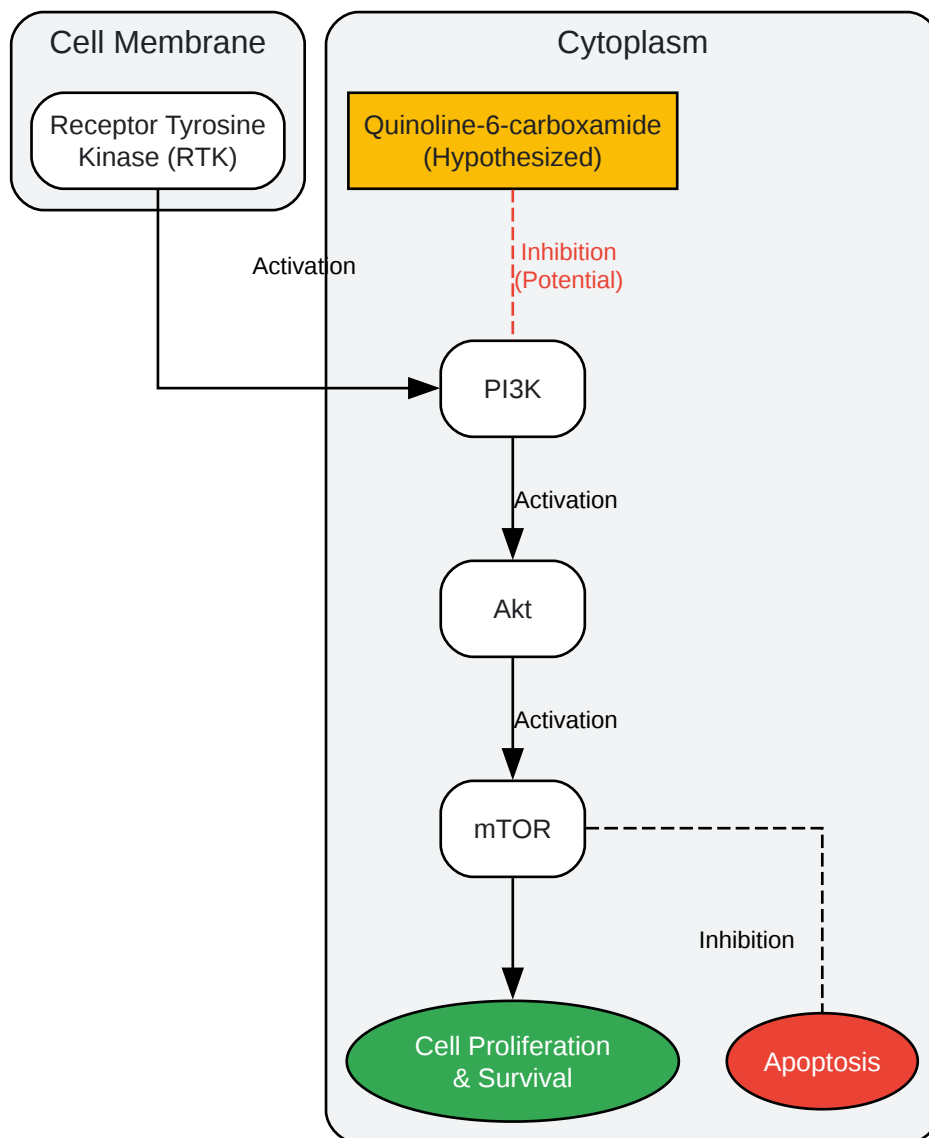 Cell Membrane
Receptor Tyrosine
Kinase (RTK)
Cytoplasm
Quinoline-6-carboxamide
(Hypothesized)
Activation
Inhibition
(Potential)
PI3K
Activation
Akt
Activation
mTOR
Inhibition
Cell Proliferation
& Survival
Apoptosis